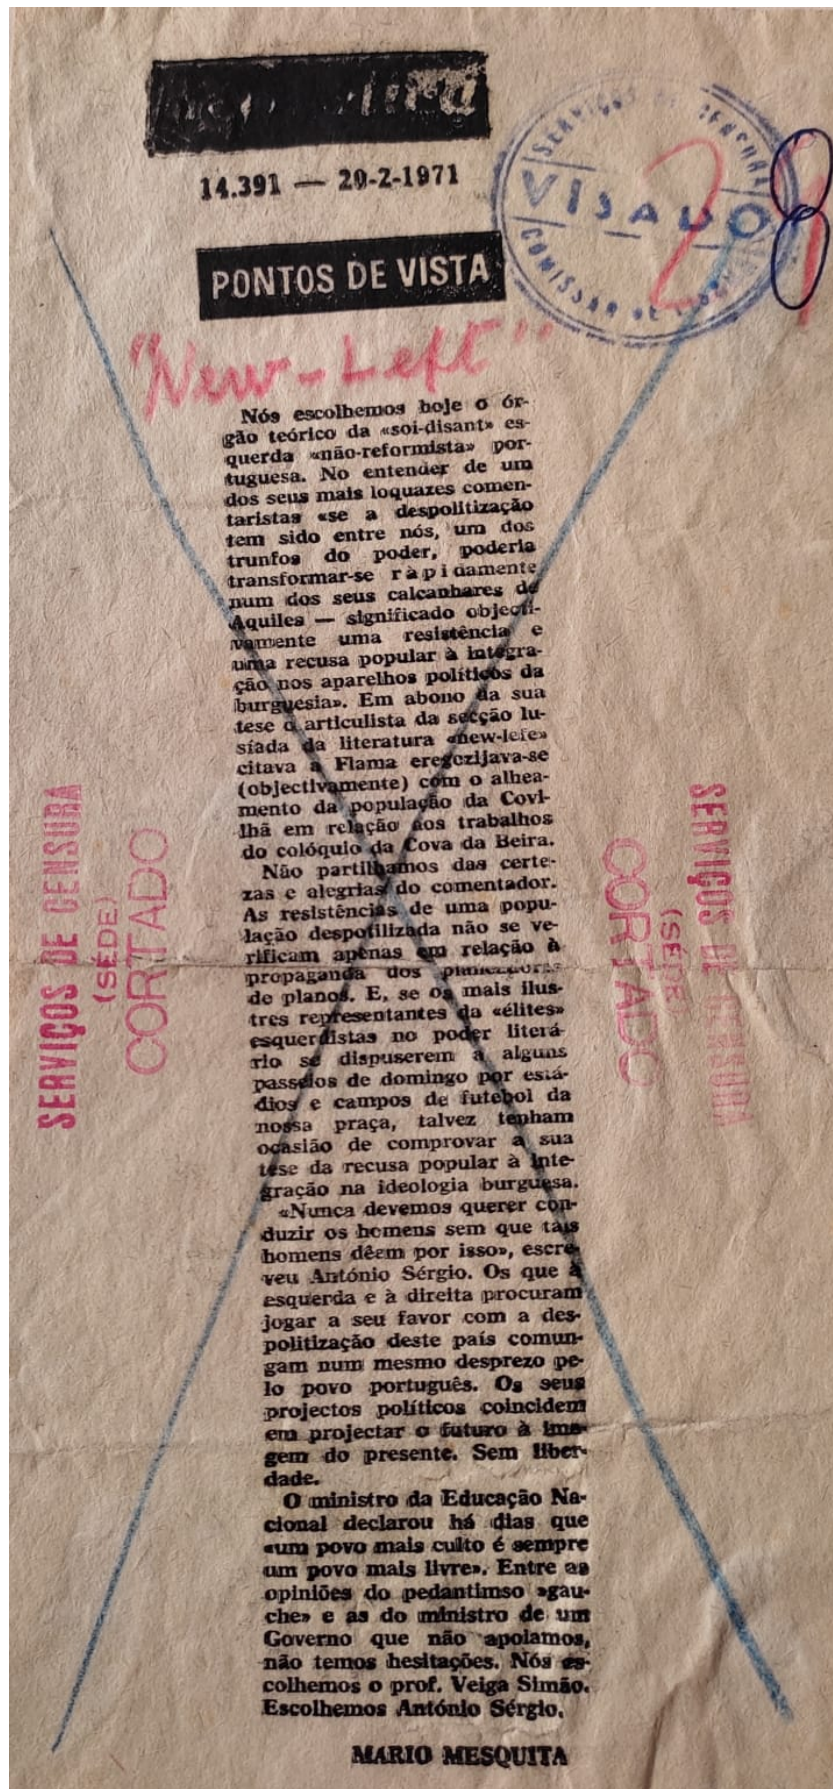 República
14.391 — 20-2-1971
SERVIÇOS DE CENSURA
VISADO
COMISSÃO DE
28
PONTOS DE VISTA
"New-Left"
Nós escolhemos hoje o ór-
gão teórico da «soi-disant» es-
querda «não-reformista» por-
tuguesa. No entender de um
dos seus mais loquazes comen-
taristas «se a despolitização
tem sido entre nós, um dos
trunfos do poder, poderia
transformar-se ràpidamente
num dos seus calcanhares de
Aquiles — significado objecti-
vamente uma resistência e
uma recusa popular à integra-
ção nos aparelhos políticos da
burguesia». Em abono da sua
tese o articulista da secção lu-
síada da literatura «new-lefe»
citava a Flama eregozijava-se
(objectivamente) com o alhea-
mento da população da Covi-
lhã em relação aos trabalhos
do colóquio da Cova da Beira.
Não partilhamos das certe-
zas e alegrias do comentador.
As resistências de uma popu-
lação despotilizada não se ve-
rificam apenas em relação à
propaganda dos planeadores
de planos. E, se os mais ilus-
tres representantes da «élites»
esquerdistas no poder literá-
rio se dispuserem a alguns
passeios de domingo por está-
dios e campos de futebol da
nossa praça, talvez tenham
ocasião de comprovar a sua
tese da recusa popular à inte-
gração na ideologia burguesa.
«Nunca devemos querer con-
duzir os homens sem que tais
homens dêem por isso», escre-
veu António Sérgio. Os que à
esquerda e à direita procuram
jogar a seu favor com a des-
politização deste país comun-
gam num mesmo desprezo pe-
lo povo português. Os seus
projectos políticos coincidem
em projectar o futuro à ima-
gem do presente. Sem liber-
dade.
O ministro da Educação Na-
cional declarou há dias que
«um povo mais culto é sempre
um povo mais livre». Entre as
opiniões do pedantimso »gau-
che» e as do ministro de um
Governo que não apoiamos,
não temos hesitações. Nós es-
colhemos o prof. Veiga Simão.
Escolhemos António Sérgio.
MARIO MESQUITA
SERVIÇOS DE CENSURA
(SÉDE)
CORTADO
SERVIÇOS DE CENSURA
(SÉDE)
CORTADO